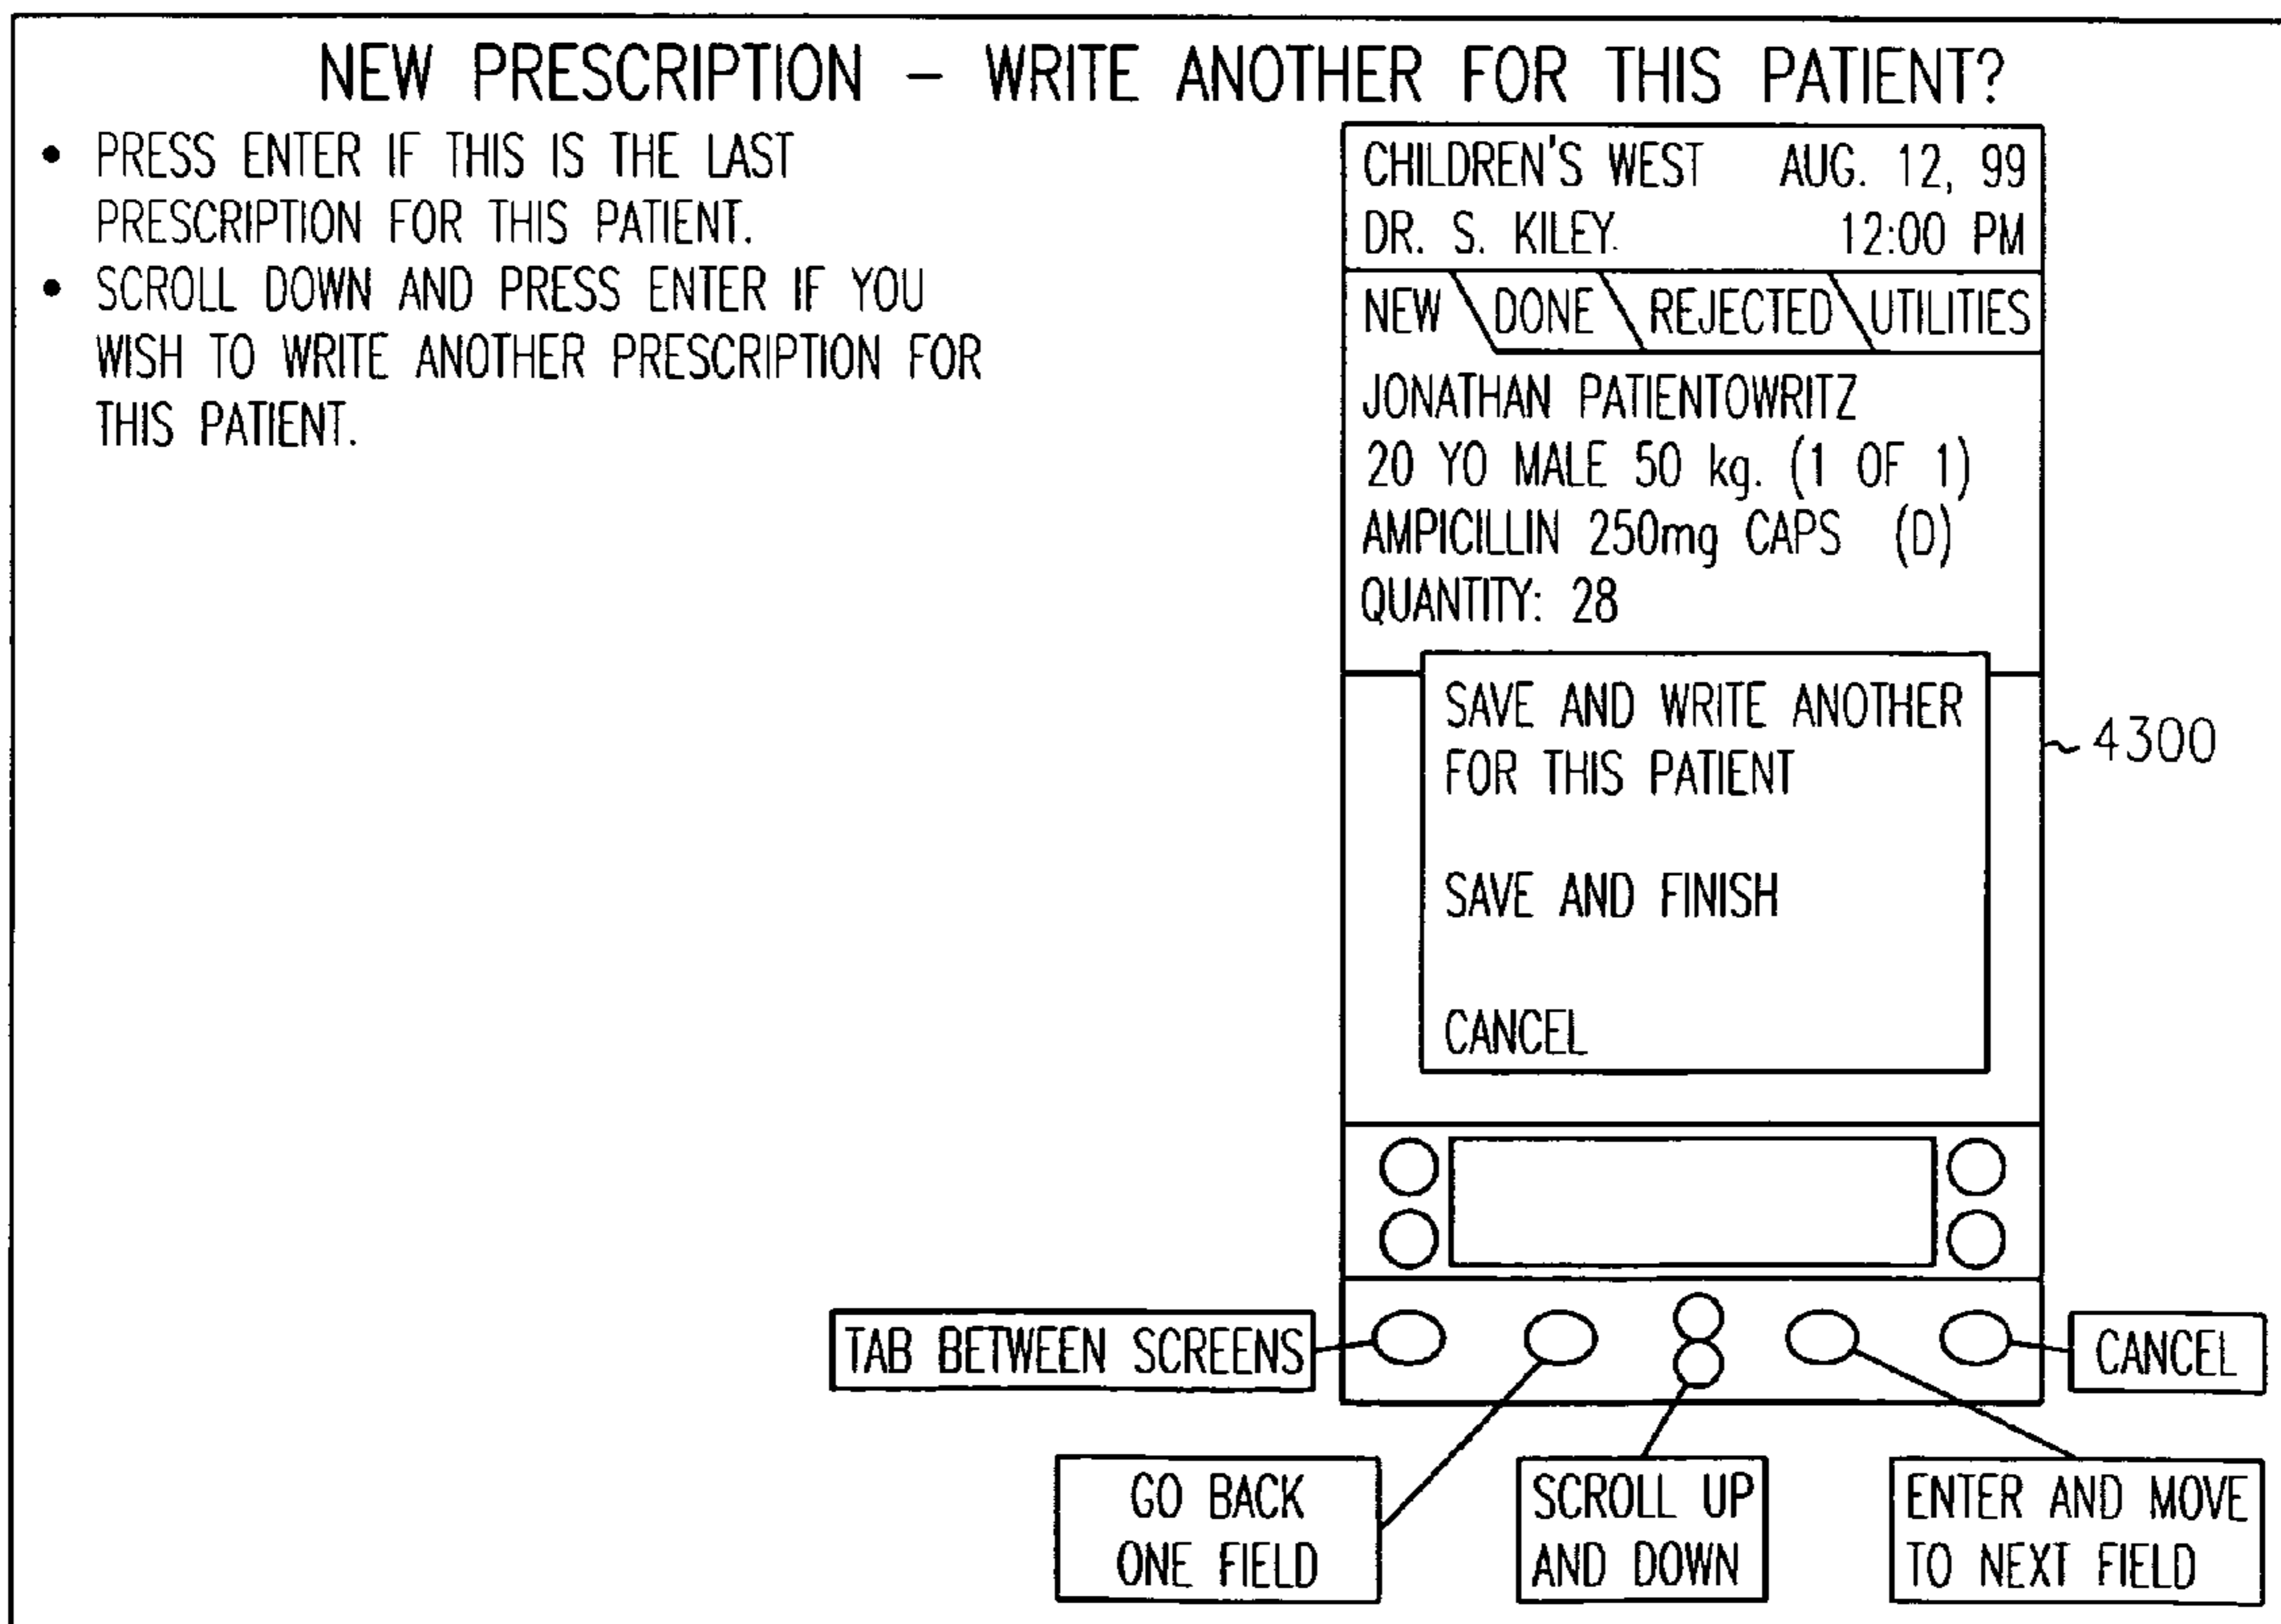 NEW PRESCRIPTION – WRITE ANOTHER FOR THIS PATIENT?
• PRESS ENTER IF THIS IS THE LAST
PRESCRIPTION FOR THIS PATIENT.
• SCROLL DOWN AND PRESS ENTER IF YOU
WISH TO WRITE ANOTHER PRESCRIPTION FOR
THIS PATIENT.
CHILDREN'S WEST AUG. 12, 99
DR. S. KILEY. 12:00 PM
NEW DONE REJECTED UTILITIES
JONATHAN PATIENTOWRITZ
20 YO MALE 50 kg. (1 OF 1)
AMPICILLIN 250mg CAPS (D)
QUANTITY: 28
SAVE AND WRITE ANOTHER
FOR THIS PATIENT
SAVE AND FINISH
CANCEL
4300
TAB BETWEEN SCREENS
CANCEL
GO BACK
ONE FIELD
SCROLL UP
AND DOWN
ENTER AND MOVE
TO NEXT FIELD